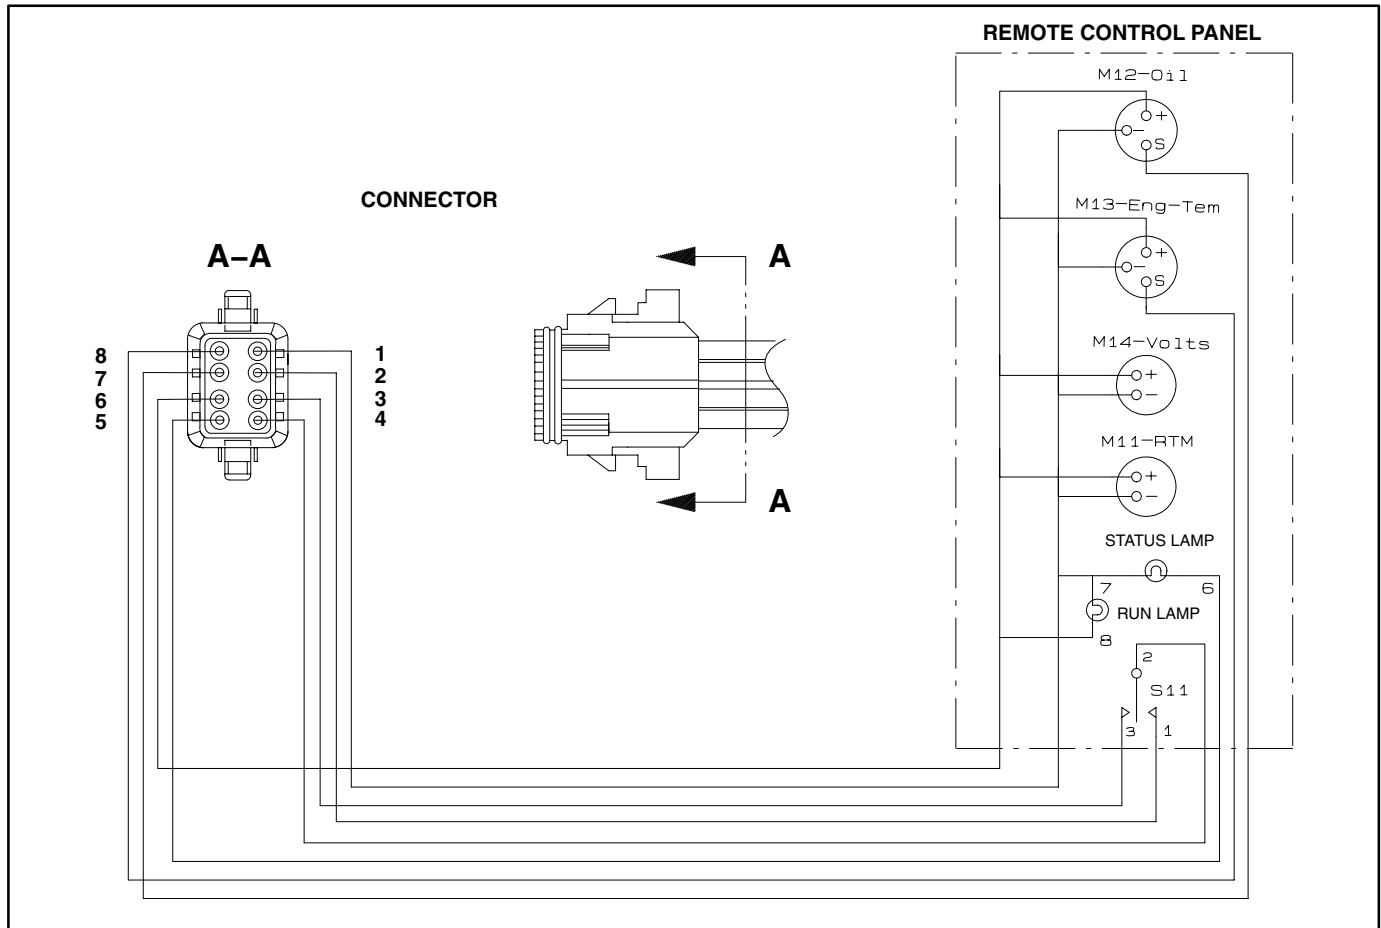 REMOTE CONTROL PANEL
M12-Oil
+
-
S
CONNECTOR
M13-Eng-Tem
+
-
S
A–A
A
M14-Volts
+
-
8
7
6
5
1
2
3
4
M11-RTM
+
-
A
STATUS LAMP
7
6
RUN LAMP
8
2
S11
3
1